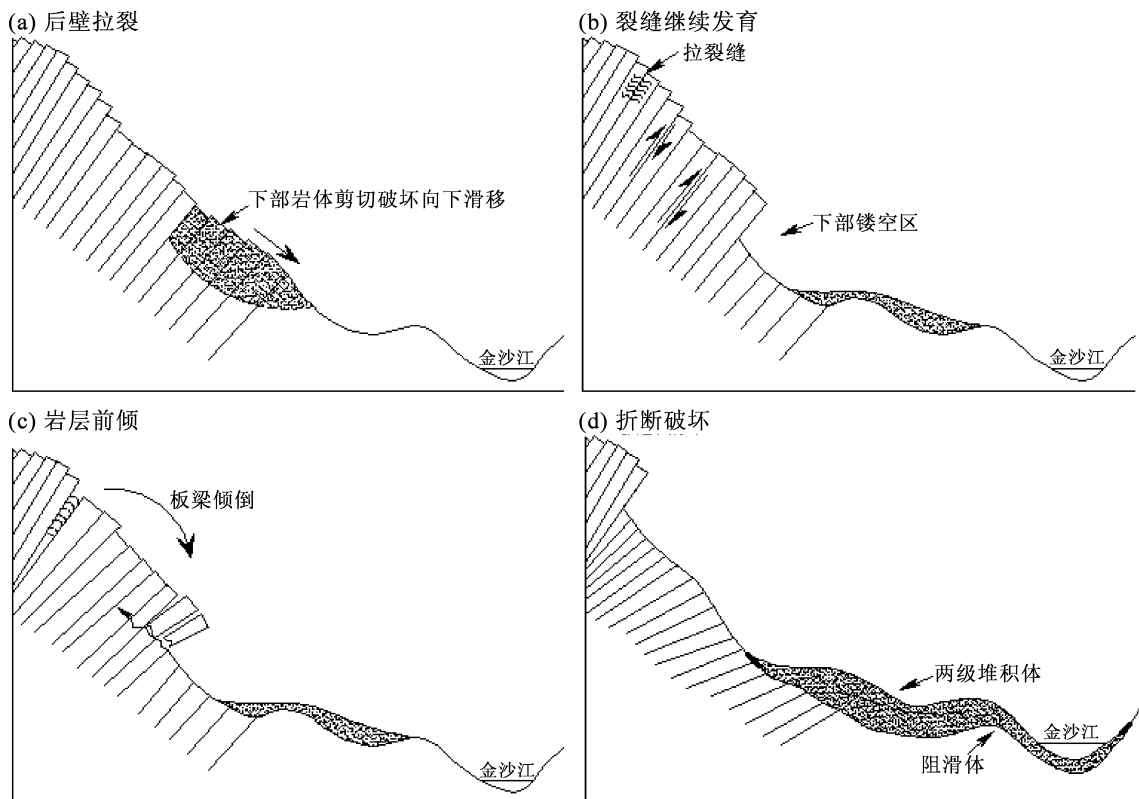 (a) 后壁拉裂
下部岩体剪切破坏向下滑移
金沙江
(b) 裂缝继续发育
拉裂缝
下部镂空区
金沙江
(c) 岩层前倾
板梁倾倒
金沙江
(d) 折断破坏
两级堆积体
金沙江
阻滑体